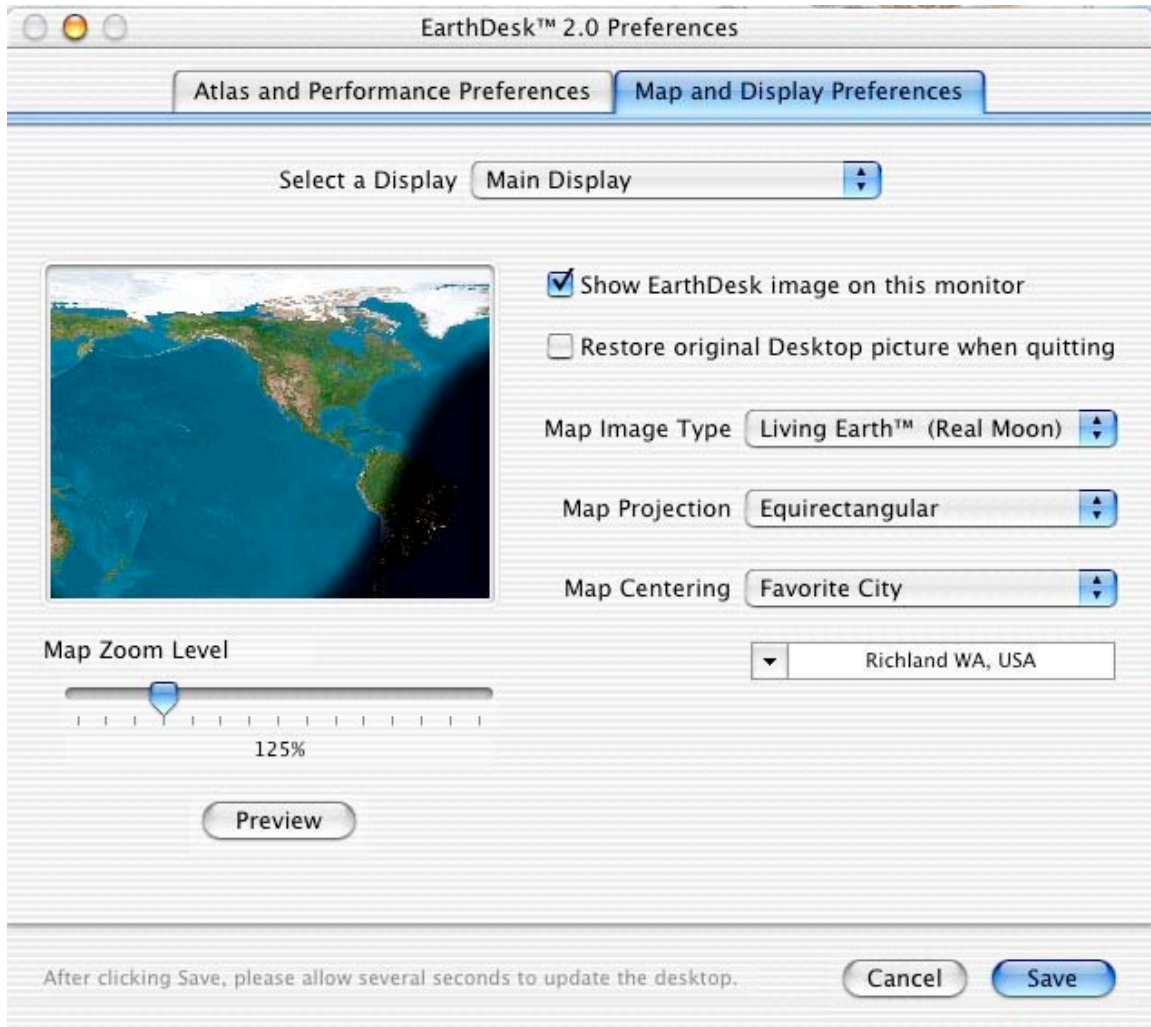 EarthDesk™ 2.0 Preferences
Atlas and Performance Preferences
Map and Display Preferences
Select a Display
Main Display
Show EarthDesk image on this monitor
Restore original Desktop picture when quitting
Map Image Type
Living Earth™ (Real Moon)
Map Projection
Equirectangular
Map Centering
Favorite City
Richland WA, USA
Map Zoom Level
125%
Preview
After clicking Save, please allow several seconds to update the desktop.
Cancel
Save